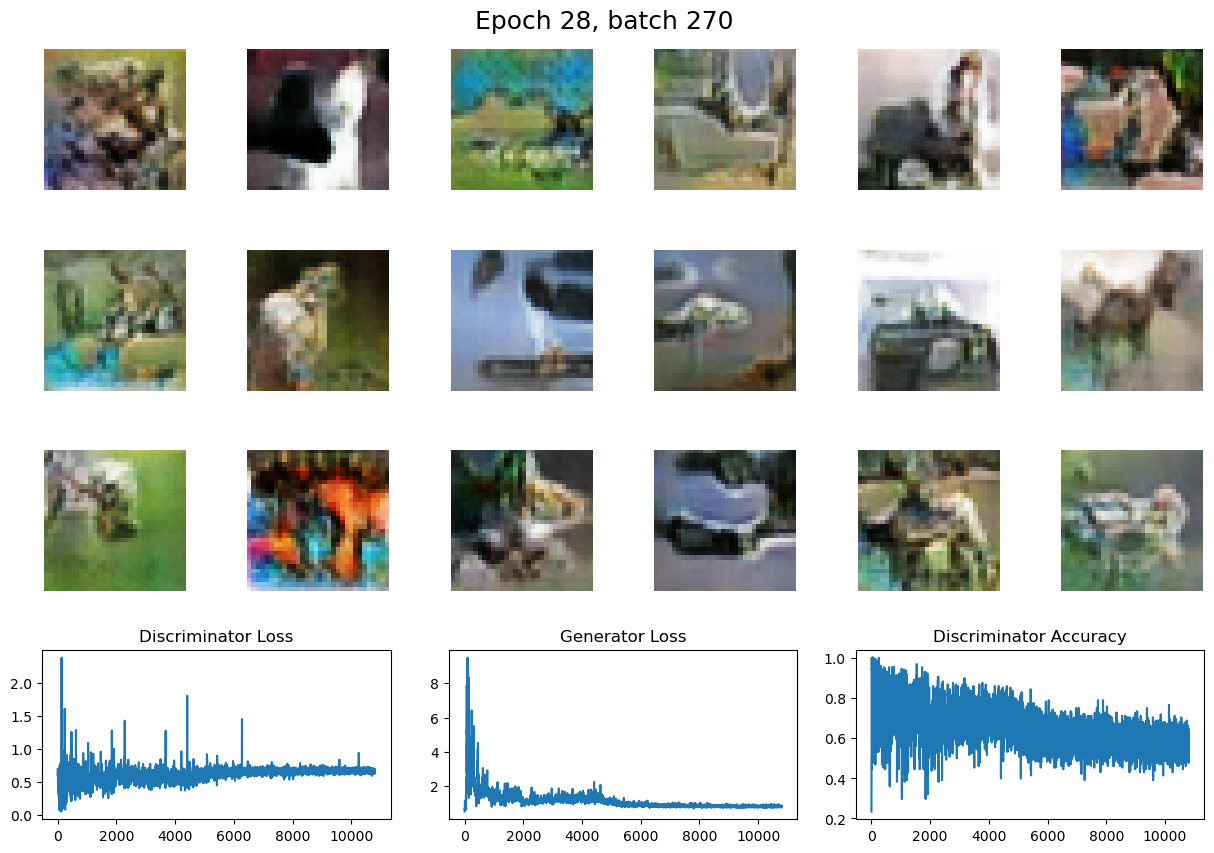 Epoch 28, batch 270
Discriminator Loss
Generator Loss
Discriminator Accuracy
2.0
1.5
1.0
0.5
0.0
0 2000 4000 6000 8000 10000
8
6
4
2
0 2000 4000 6000 8000 10000
1.0
0.8
0.6
0.4
0.2
0 2000 4000 6000 8000 10000